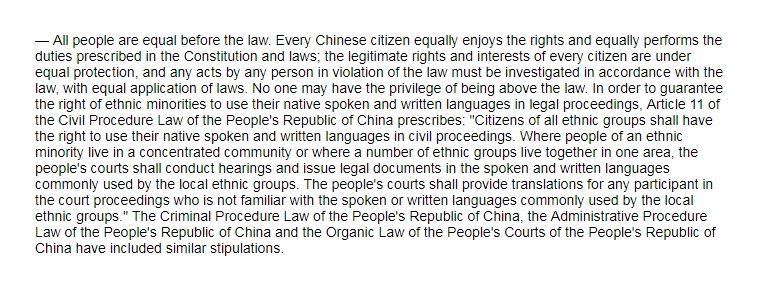 — All people are equal before the law. Every Chinese citizen equally enjoys the rights and equally performs the
duties prescribed in the Constitution and laws; the legitimate rights and interests of every citizen are under
equal protection, and any acts by any person in violation of the law must be investigated in accordance with the
law, with equal application of laws. No one may have the privilege of being above the law. In order to guarantee
the right of ethnic minorities to use their native spoken and written languages in legal proceedings, Article 11 of
the Civil Procedure Law of the People's Republic of China prescribes: "Citizens of all ethnic groups shall have
the right to use their native spoken and written languages in civil proceedings. Where people of an ethnic
minority live in a concentrated community or where a number of ethnic groups live together in one area, the
people's courts shall conduct hearings and issue legal documents in the spoken and written languages
commonly used by the local ethnic groups. The people's courts shall provide translations for any participant in
the court proceedings who is not familiar with the spoken or written languages commonly used by the local
ethnic groups." The Criminal Procedure Law of the People's Republic of China, the Administrative Procedure
Law of the People's Republic of China and the Organic Law of the People's Courts of the People's Republic of
China have included similar stipulations.